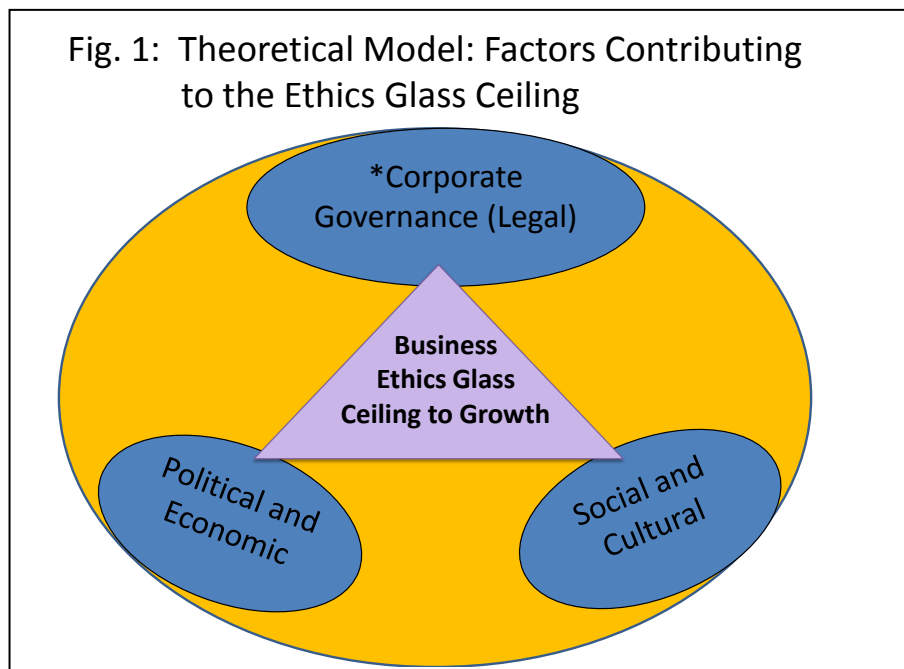 Fig. 1: Theoretical Model: Factors Contributing
to the Ethics Glass Ceiling
*Corporate
Governance (Legal)
Business
Ethics Glass
Ceiling to Growth
Political and
Economic
Social and
Cultural